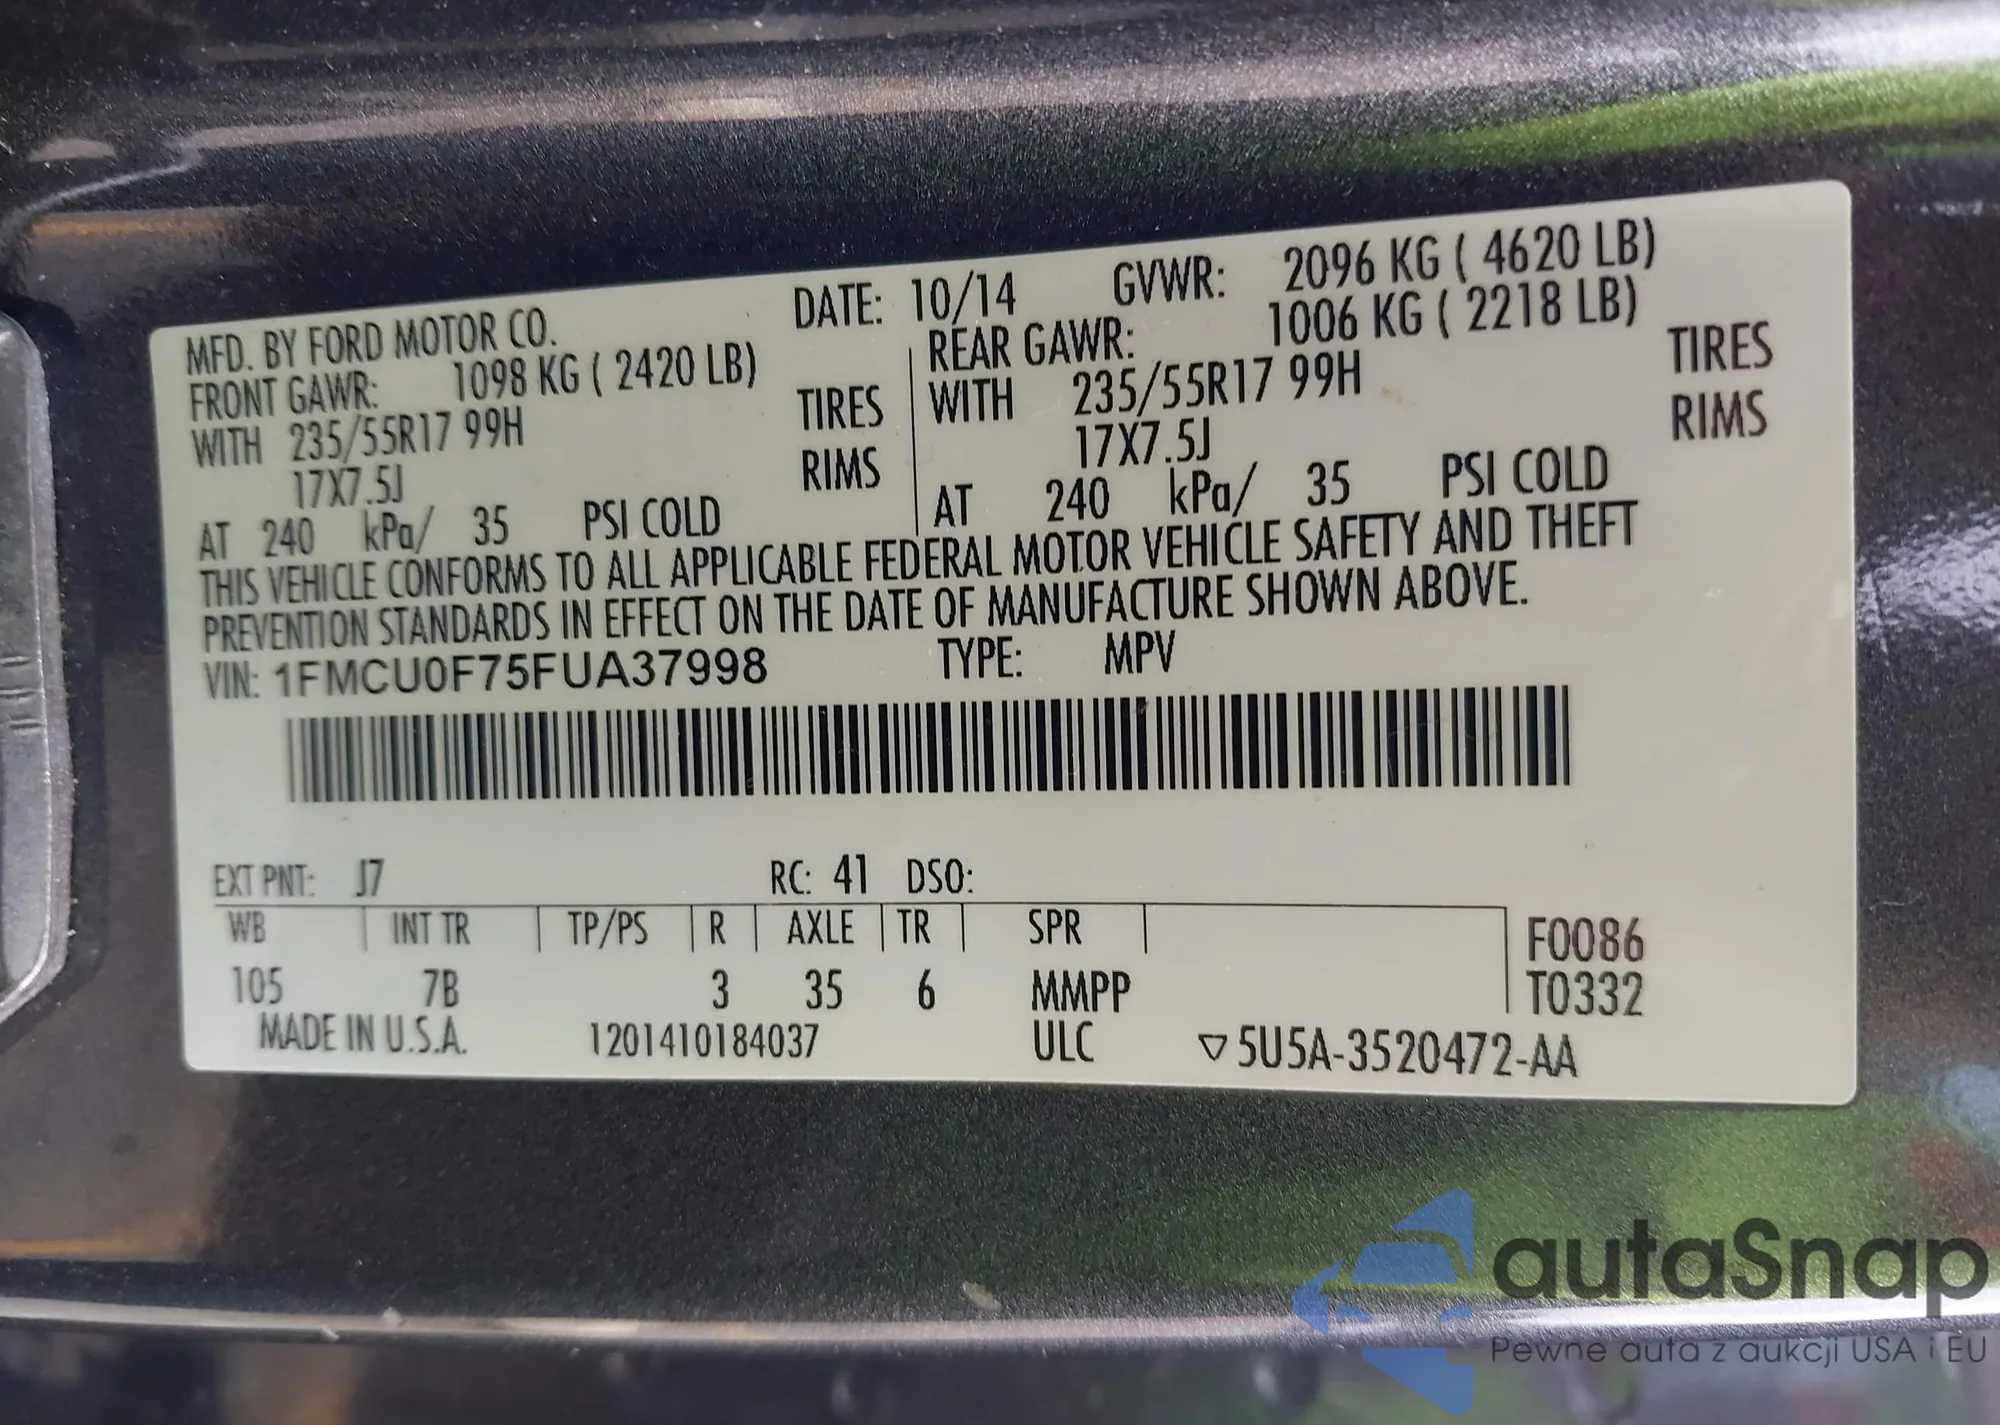 MFD. BY FORD MOTOR CO. DATE: 10/14 GVWR: 2096 KG ( 4620 LB)
FRONT GAWR: 1098 KG ( 2420 LB) REAR GAWR: 1006 KG ( 2218 LB)
WITH 235/55R17 99H TIRES WITH 235/55R17 99H TIRES
17X7.5J RIMS 17X7.5J RIMS
AT 240 kPa/ 35 PSI COLD AT 240 kPa/ 35 PSI COLD
THIS VEHICLE CONFORMS TO ALL APPLICABLE FEDERAL MOTOR VEHICLE SAFETY AND THEFT
PREVENTION STANDARDS IN EFFECT ON THE DATE OF MANUFACTURE SHOWN ABOVE.
VIN: 1FMCU0F75FUA37998 TYPE: MPV
EXT PNT: J7 RC: 41 DSO:
WB INT TR TP/PS R AXLE TR SPR F0086
105 7B 3 35 6 MMPP T0332
MADE IN U.S.A. 1201410184037 ULC ▽5U5A-3520472-AA
autaSnap
Pewne auta z aukcji USA i EU